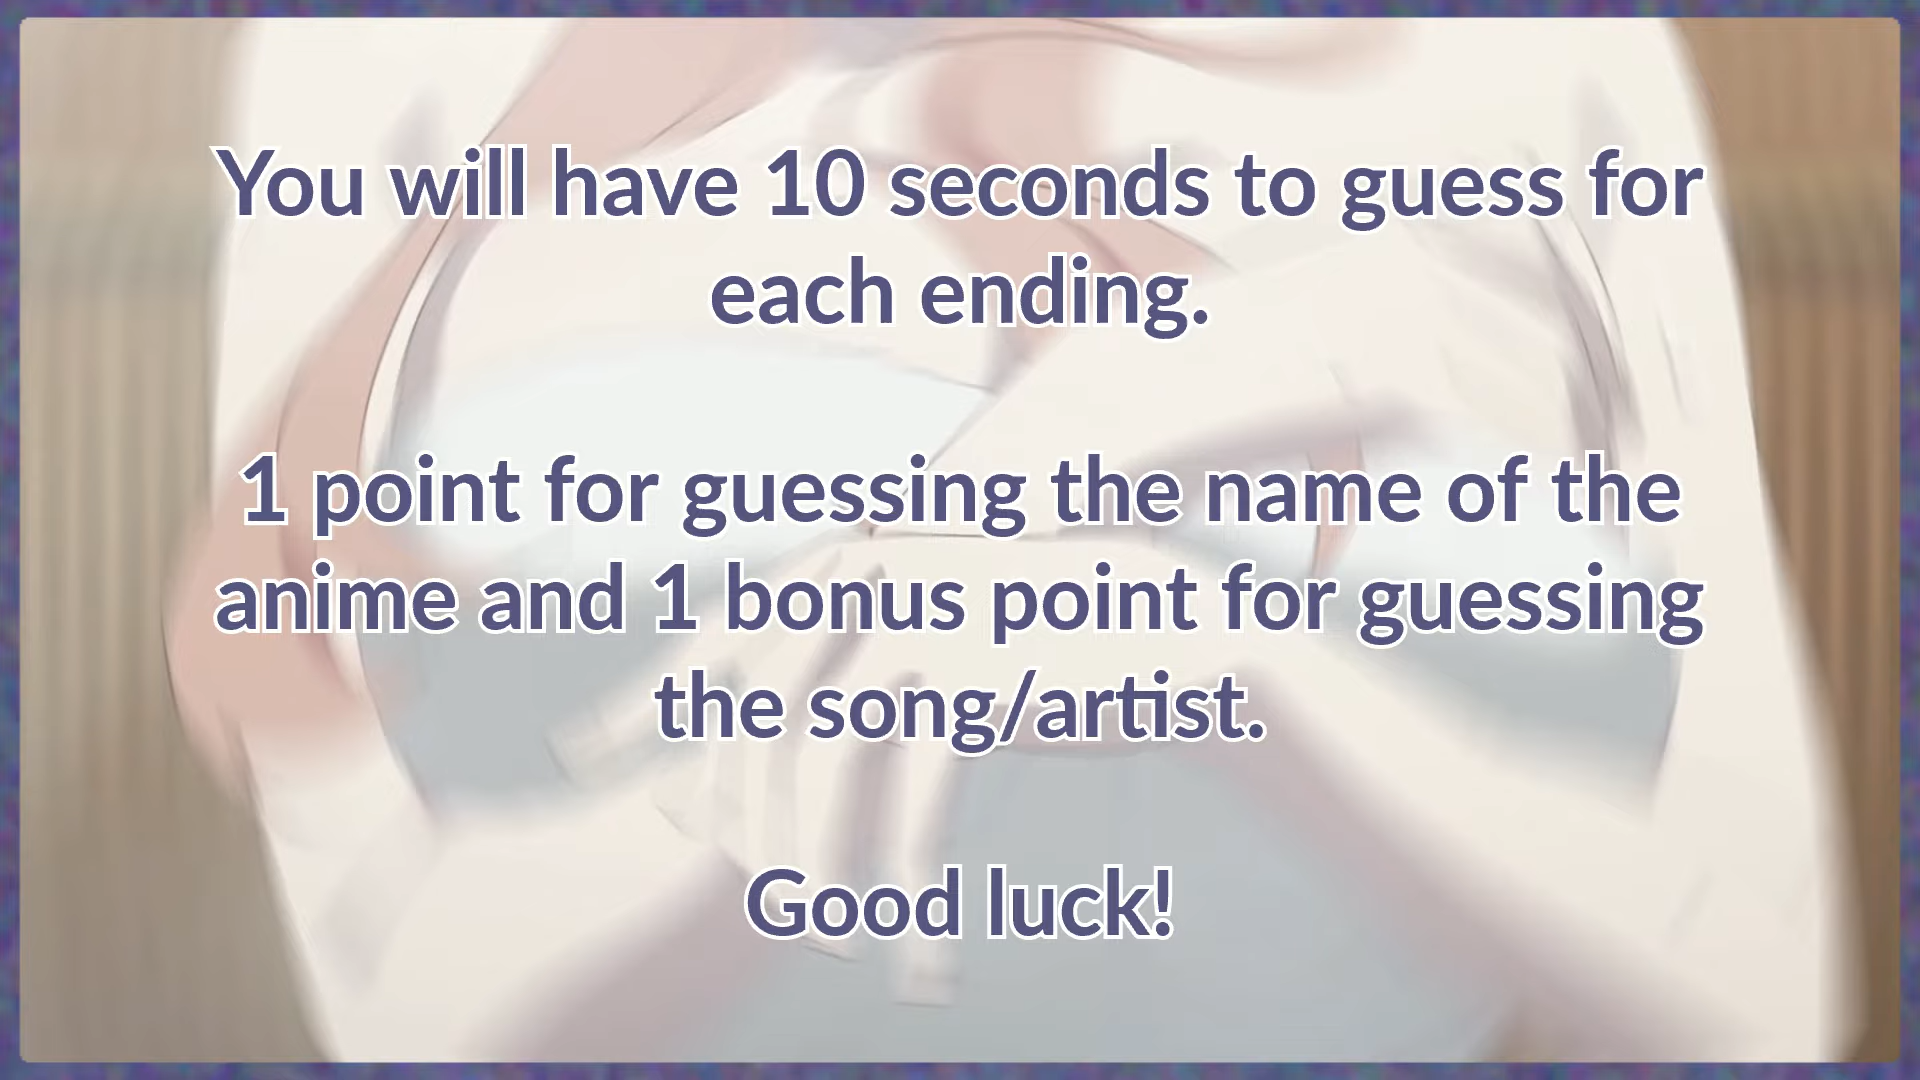 You will have 10 seconds to guess for
each ending.
1 point for guessing the name of the
anime and 1 bonus point for guessing
the song/artist.
Good luck!